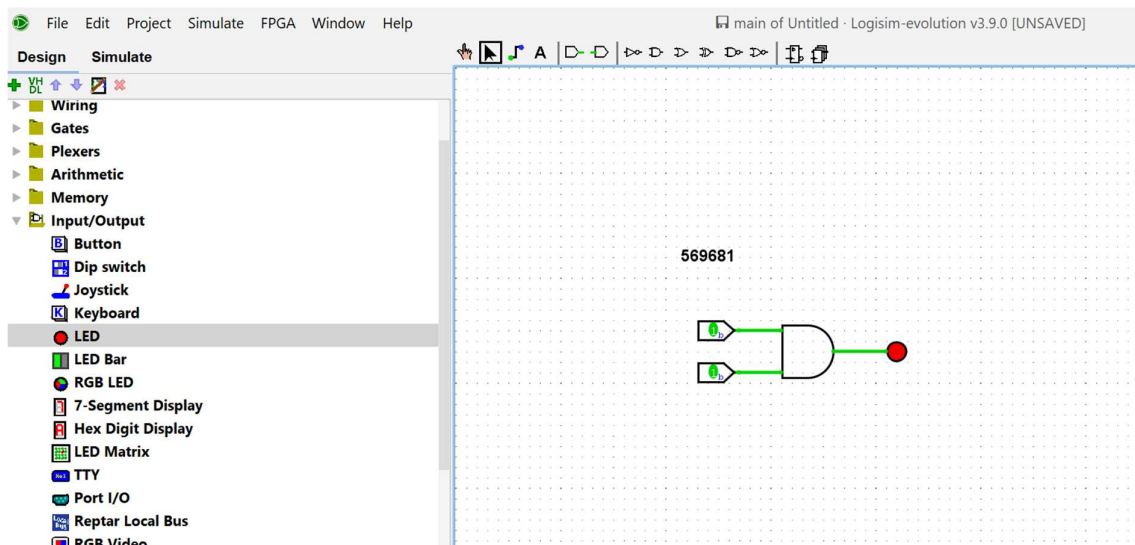 File Edit Project Simulate FPGA Window Help
main of Untitled · Logisim-evolution v3.9.0 [UNSAVED]
Design Simulate
A
VH
DL
Wiring
Gates
Plexers
Arithmetic
Memory
Input/Output
Button
Dip switch
Joystick
Keyboard
LED
LED Bar
RGB LED
7-Segment Display
Hex Digit Display
LED Matrix
TTY
Port I/O
Reptar Local Bus
RGB Video
569681